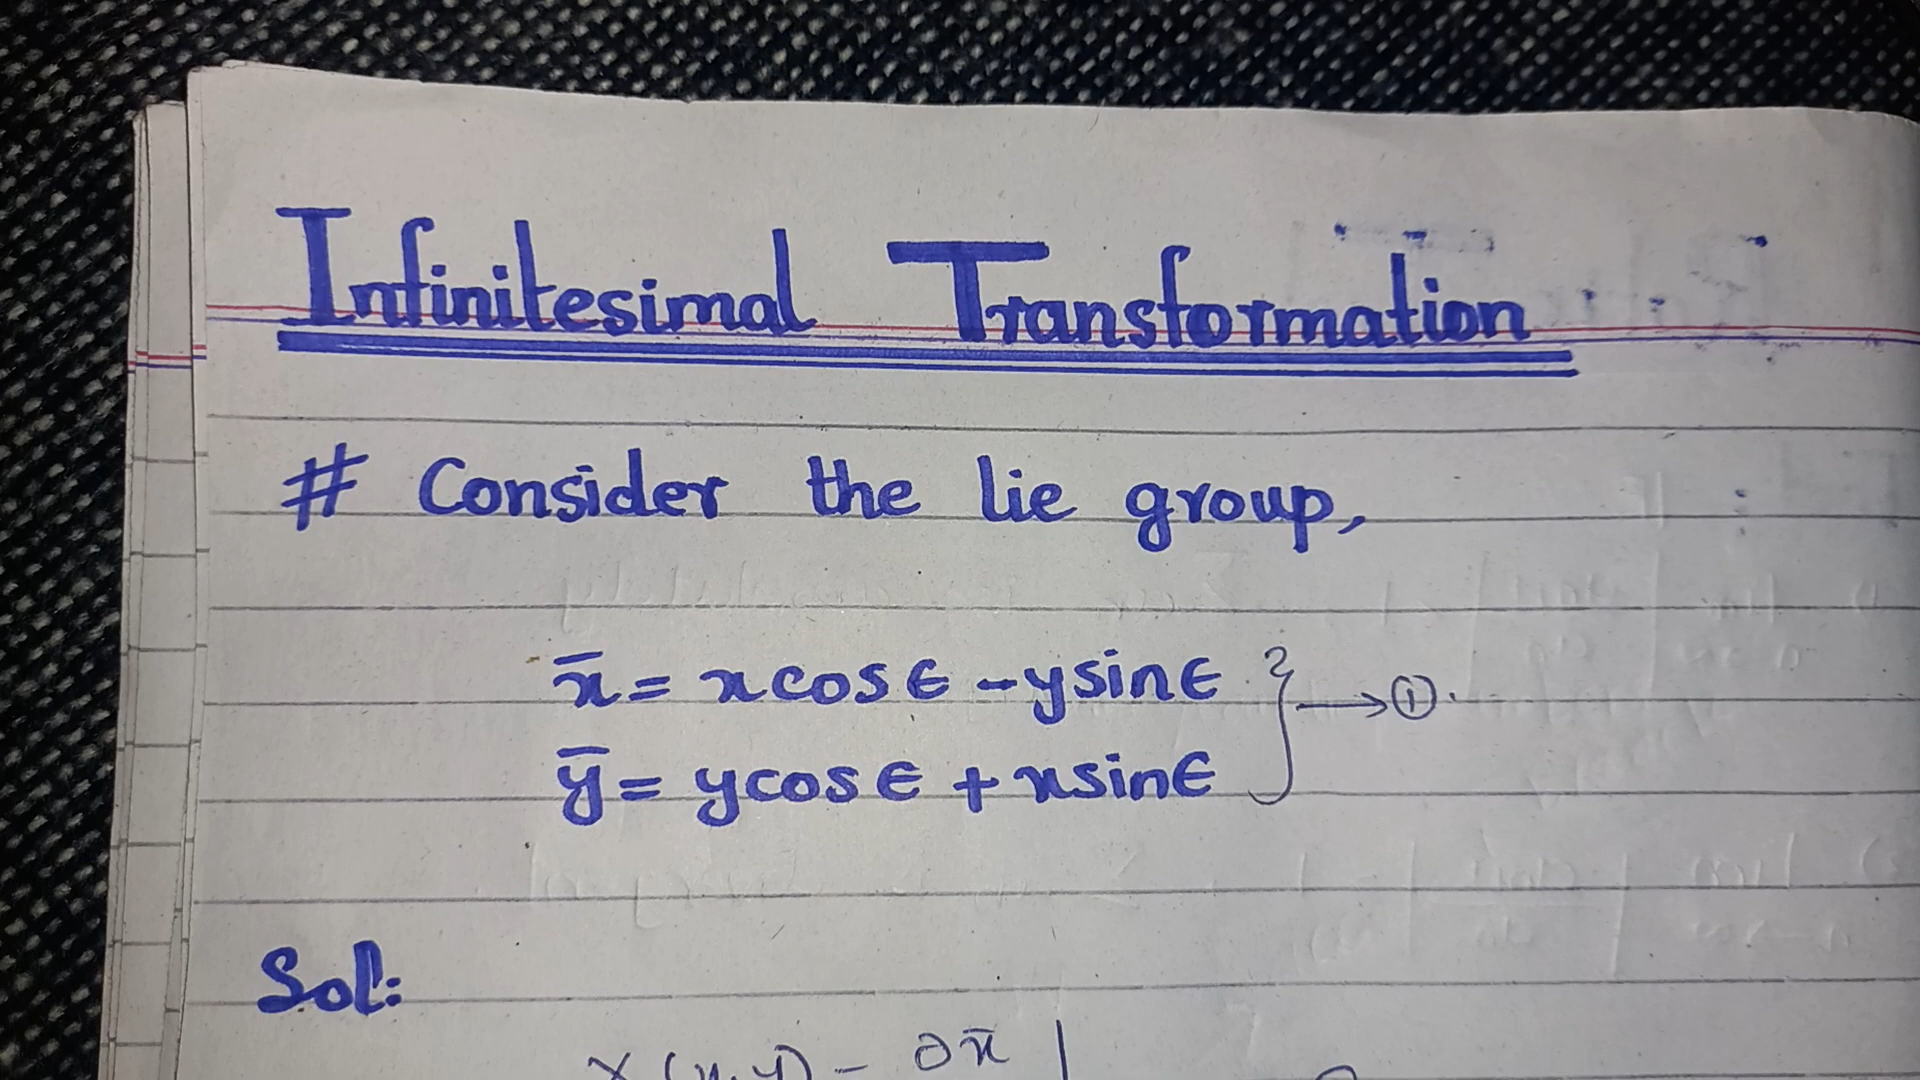 Infinitesimal Transformation
# Consider the lie group,
x̄ = x cos ϵ - y sin ϵ
ȳ = y cos ϵ + x sin ϵ } → ①.
Sol:
X(x, y) = ∂x̄ |